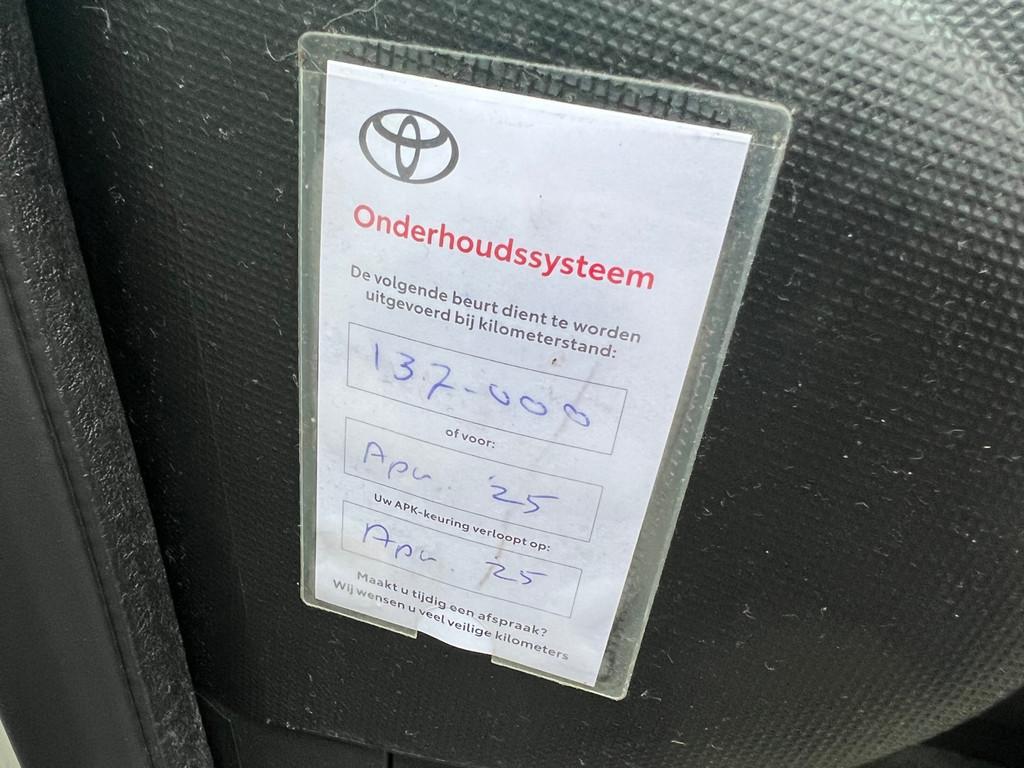 Onderhoudssysteem
De volgende beurt dient te worden
uitgevoerd bij kilometerstand:
137-000
of voor:
Apr. '25
Uw APK-keuring verloopt op:
Apr. '25
Maakt u tijdig een afspraak?
Wij wensen u veel veilige kilometers